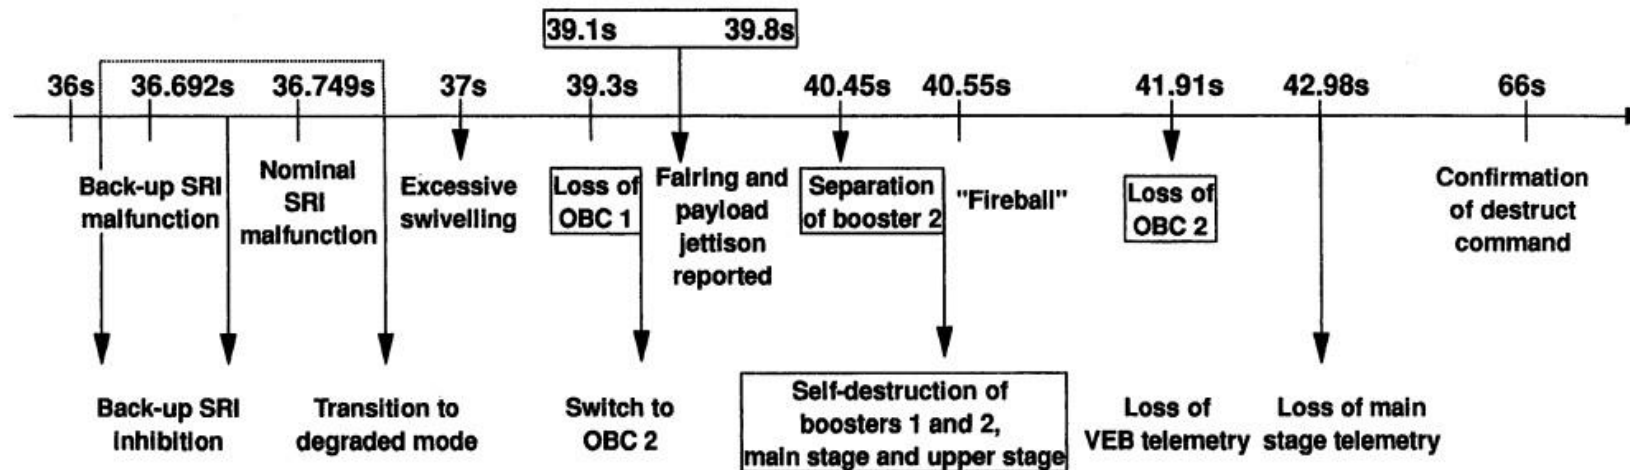 39.1s 39.8s
36s 36.692s 36.749s 37s 39.3s 40.45s 40.55s 41.91s 42.98s 66s
Back-up SRI
malfunction
Nominal
SRI
malfunction
Excessive
swivelling
Loss of
OBC 1
Fairing and
payload
jettison
reported
Separation
of booster 2
"Fireball"
Loss of
OBC 2
Confirmation
of destruct
command
Back-up SRI
inhibition
Transition to
degraded mode
Switch to
OBC 2
Self-destruction of
boosters 1 and 2,
main stage and upper stage
Loss of
VEB telemetry
Loss of main
stage telemetry